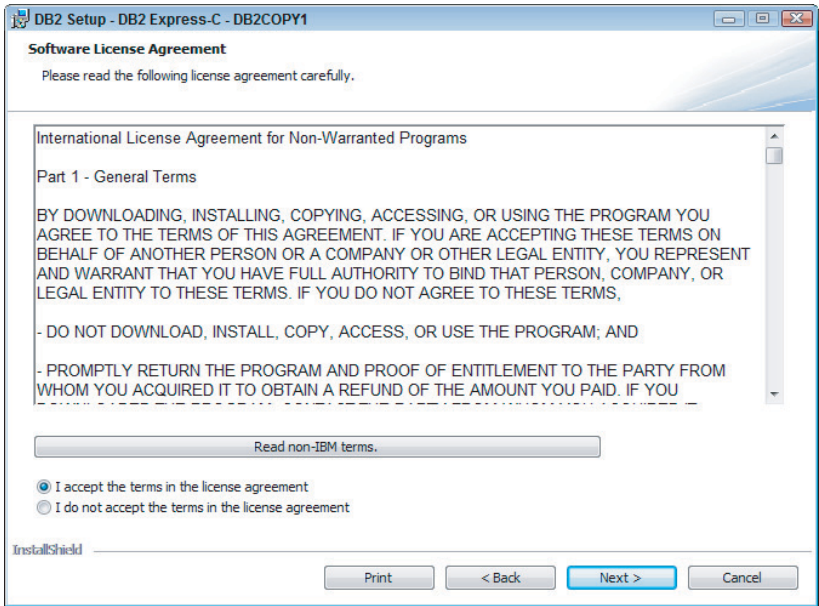 DB2 Setup - DB2 Express-C - DB2COPY1
Software License Agreement
Please read the following license agreement carefully.
International License Agreement for Non-Warranted Programs
Part 1 - General Terms
BY DOWNLOADING, INSTALLING, COPYING, ACCESSING, OR USING THE PROGRAM YOU
AGREE TO THE TERMS OF THIS AGREEMENT. IF YOU ARE ACCEPTING THESE TERMS ON
BEHALF OF ANOTHER PERSON OR A COMPANY OR OTHER LEGAL ENTITY, YOU REPRESENT
AND WARRANT THAT YOU HAVE FULL AUTHORITY TO BIND THAT PERSON, COMPANY, OR
LEGAL ENTITY TO THESE TERMS. IF YOU DO NOT AGREE TO THESE TERMS,
- DO NOT DOWNLOAD, INSTALL, COPY, ACCESS, OR USE THE PROGRAM; AND
- PROMPTLY RETURN THE PROGRAM AND PROOF OF ENTITLEMENT TO THE PARTY FROM
WHOM YOU ACQUIRED IT TO OBTAIN A REFUND OF THE AMOUNT YOU PAID. IF YOU
Read non-IBM terms.
I accept the terms in the license agreement
I do not accept the terms in the license agreement
InstallShield
Print
< Back
Next >
Cancel